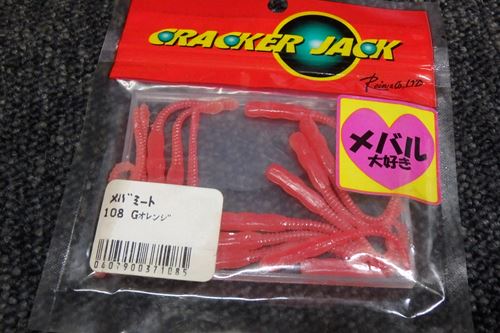 CRACKER JACK
Reins Co., LTD
メバル
大好き
メバミート
108 Gオレンジ
060790037108S